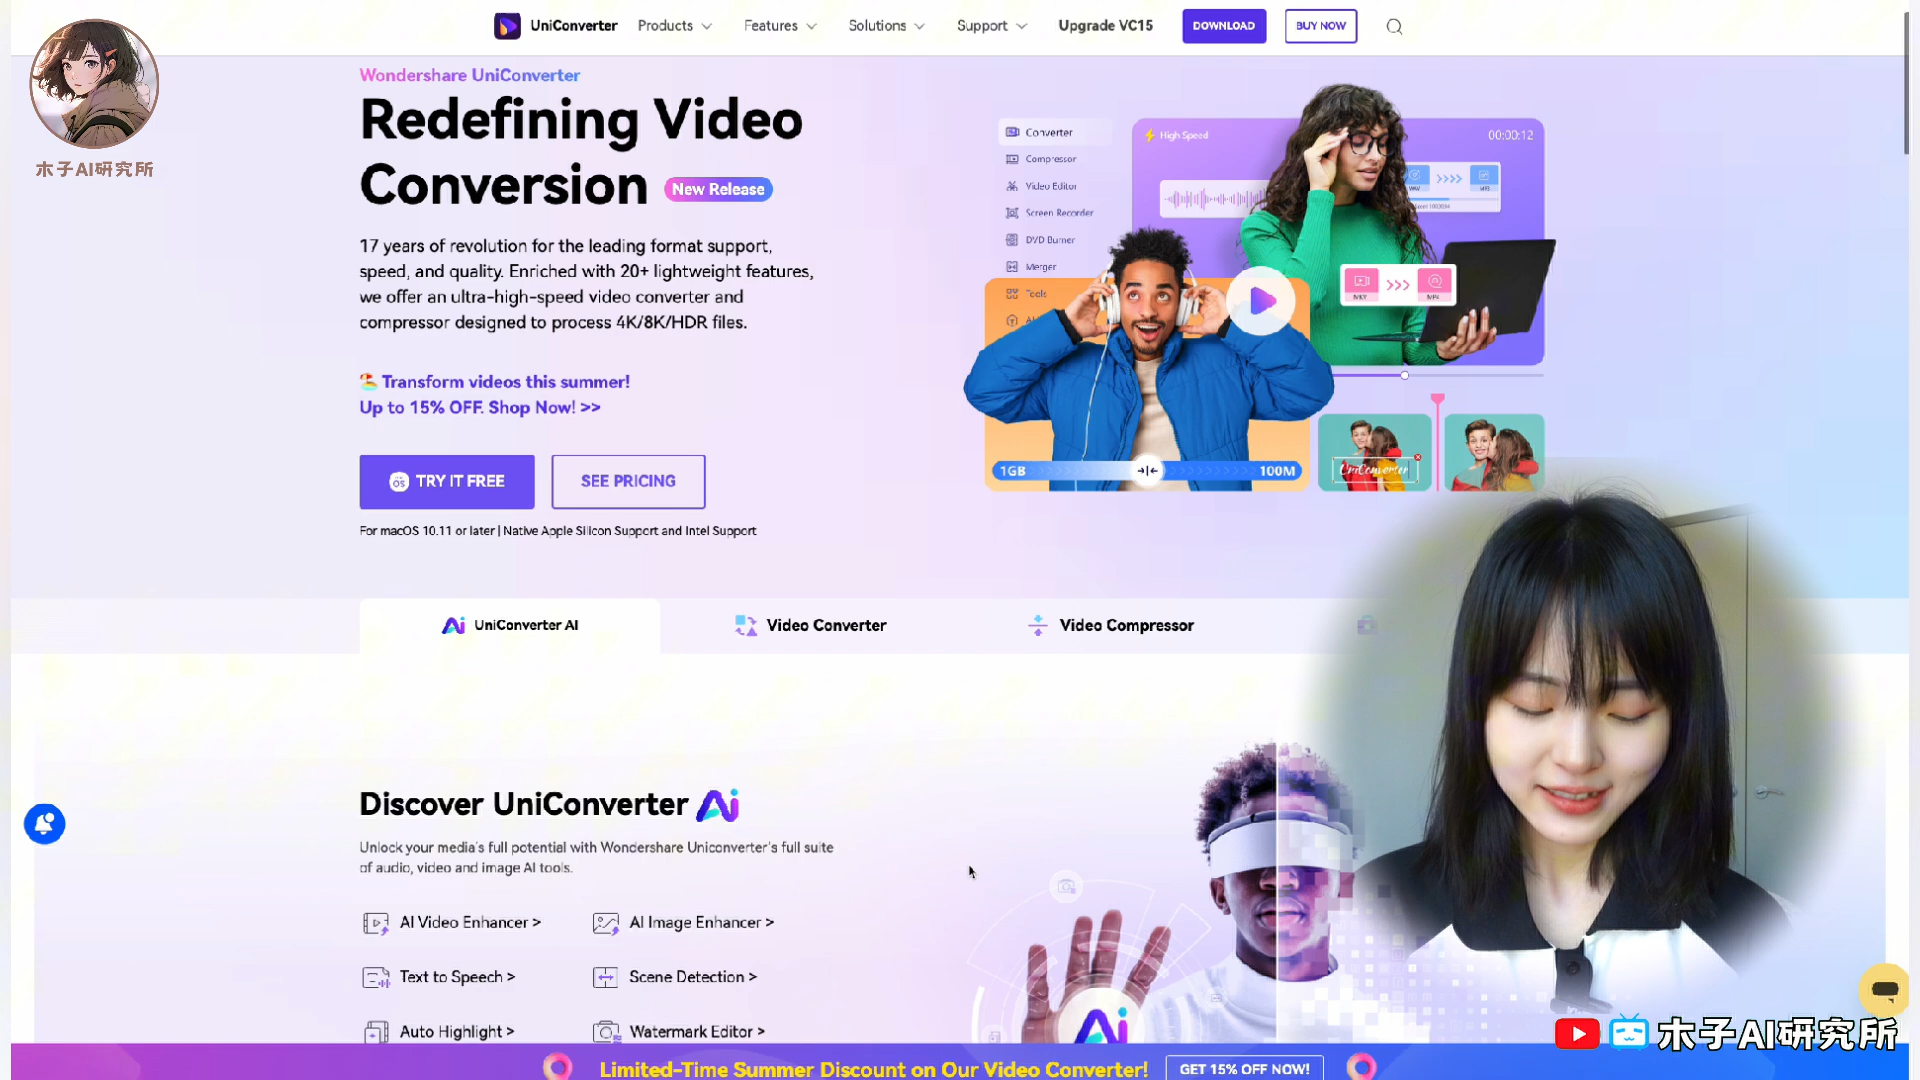 UniConverter
Products
Features
Solutions
Support
Upgrade VC15
DOWNLOAD
BUY NOW
木子AI研究所
Wondershare UniConverter
Redefining Video
Conversion
New Release
17 years of revolution for the leading format support,
speed, and quality. Enriched with 20+ lightweight features,
we offer an ultra-high-speed video converter and
compressor designed to process 4K/8K/HDR files.
Transform videos this summer!
Up to 15% OFF. Shop Now! >>
TRY IT FREE
SEE PRICING
For macOS 10.11 or later | Native Apple Silicon Support and Intel Support
Converter
Compressor
Video Editor
Screen Recorder
DVD Burner
Merger
Tools
High Speed
00:00:12
MKV
MP4
1GB
100M
UniConverter
UniConverter AI
Video Converter
Video Compressor
Discover UniConverter Ai
Unlock your media's full potential with Wondershare Uniconverter's full suite
of audio, video and image AI tools.
AI Video Enhancer >
AI Image Enhancer >
Text to Speech >
Scene Detection >
Auto Highlight >
Watermark Editor >
Ai
木子AI研究所
Limited-Time Summer Discount on Our Video Converter!
GET 15% OFF NOW!